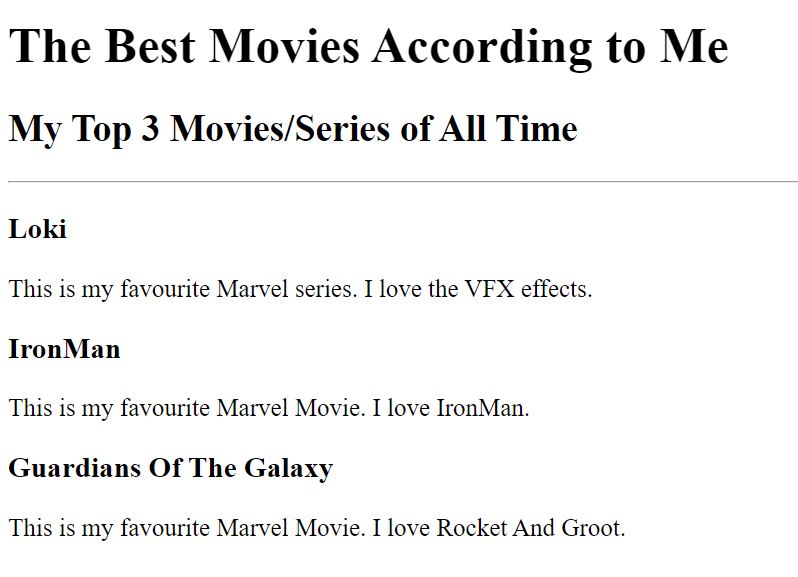 The Best Movies According to Me
My Top 3 Movies/Series of All Time
Loki
This is my favourite Marvel series. I love the VFX effects.
IronMan
This is my favourite Marvel Movie. I love IronMan.
Guardians Of The Galaxy
This is my favourite Marvel Movie. I love Rocket And Groot.